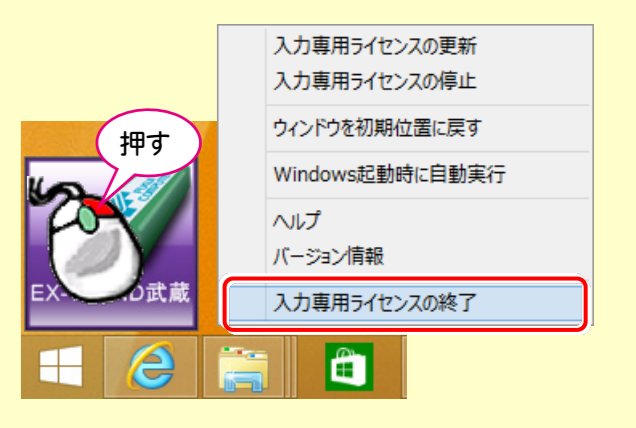 入力専用ライセンスの更新
入力専用ライセンスの停止
ウィンドウを初期位置に戻す
Windows起動時に自動実行
ヘルプ
バージョン情報
入力専用ライセンスの終了
押す
EX-
D武蔵